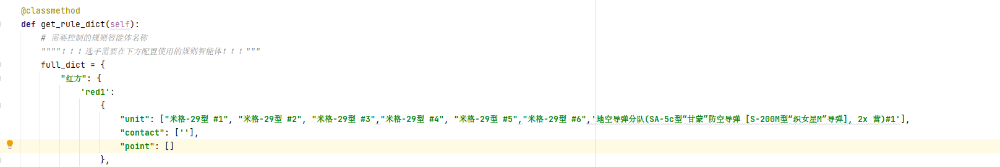 @classmethod
def get_rule_dict(self):
# 需要控制的规则智能体名称
""""！！！选手需要在下方配置使用的规则智能体！！！"""
full_dict = {
"红方": {
'red1':
{
"unit": ["米格-29型 #1", "米格-29型 #2", "米格-29型 #3","米格-29型 #4", "米格-29型 #5","米格-29型 #6",'地空导弹分队(SA-5c型“甘蒙”防空导弹 [S-200M型“织女星M”导弹], 2x 营)#1'],
"contact": [''],
"point": []
},